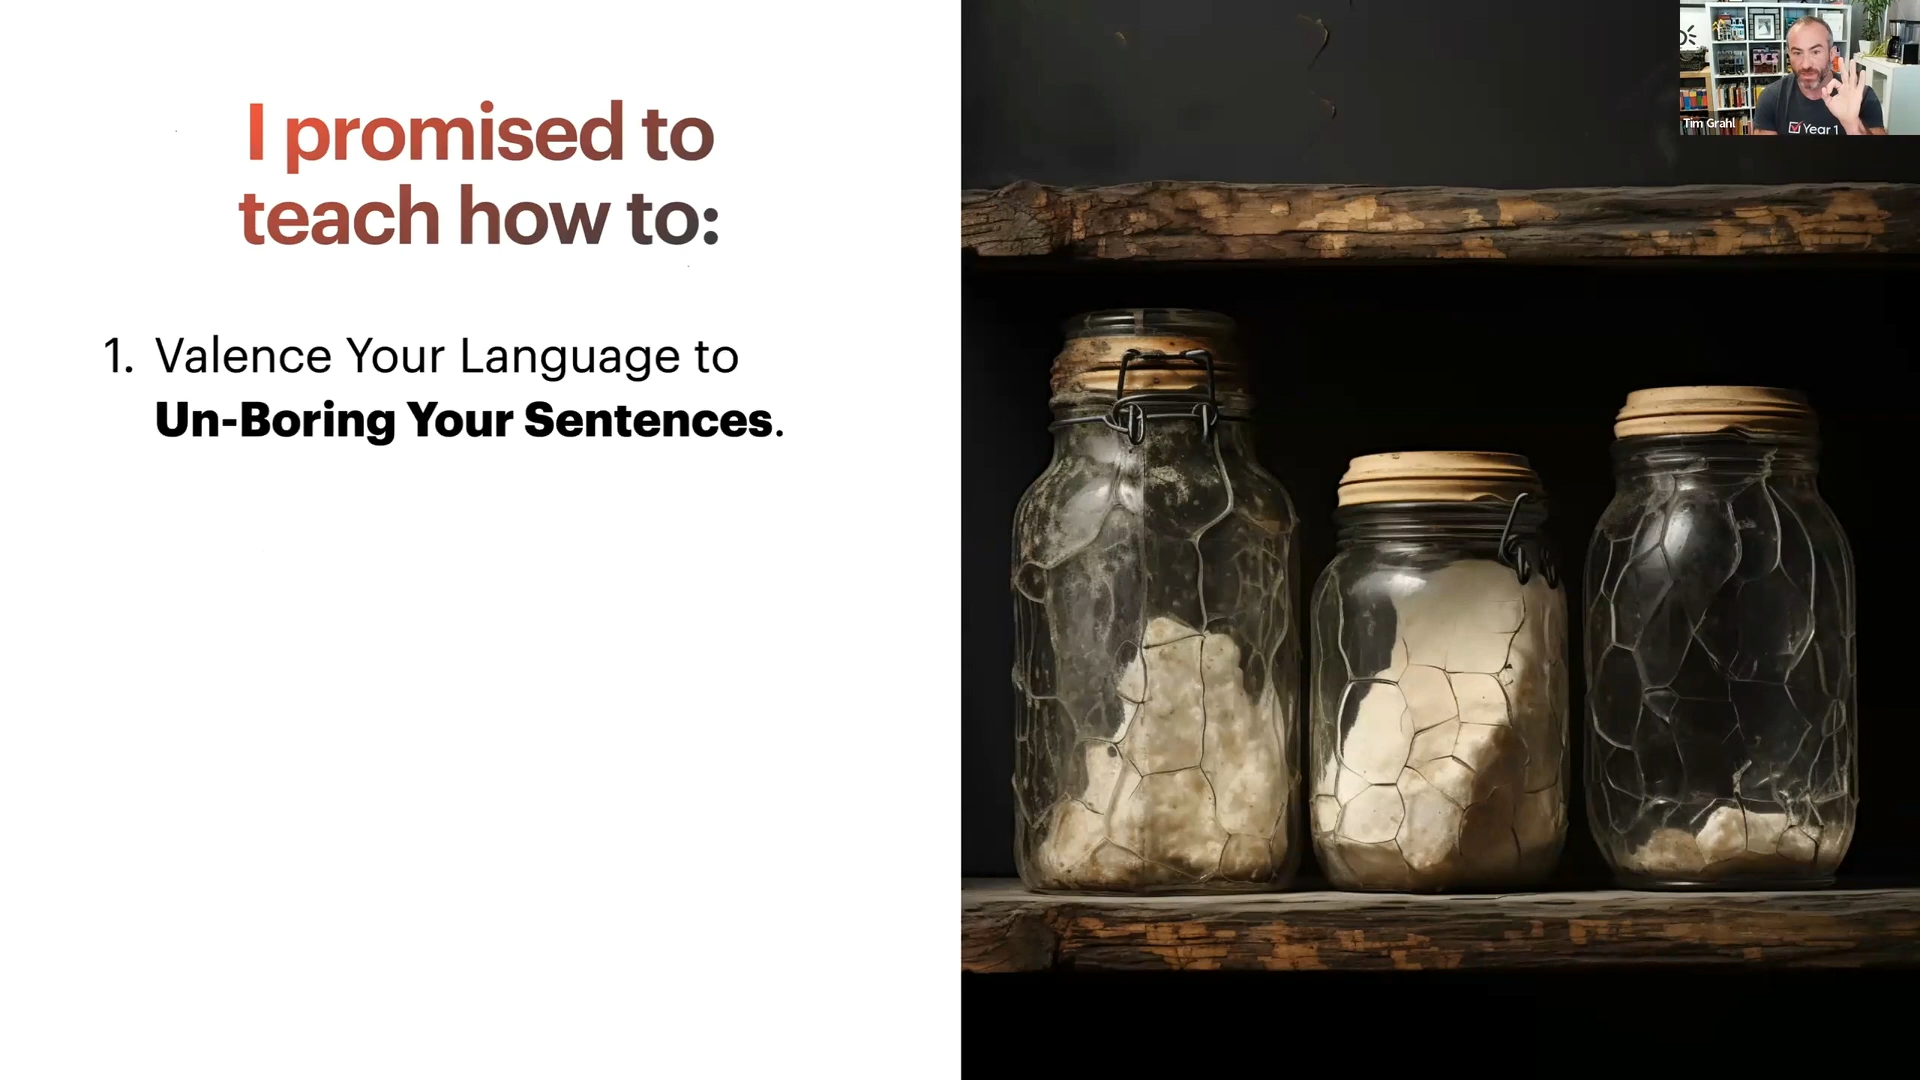 I promised to
teach how to:
1. Valence Your Language to
Un-Boring Your Sentences.
Tim Grahl
Year 1